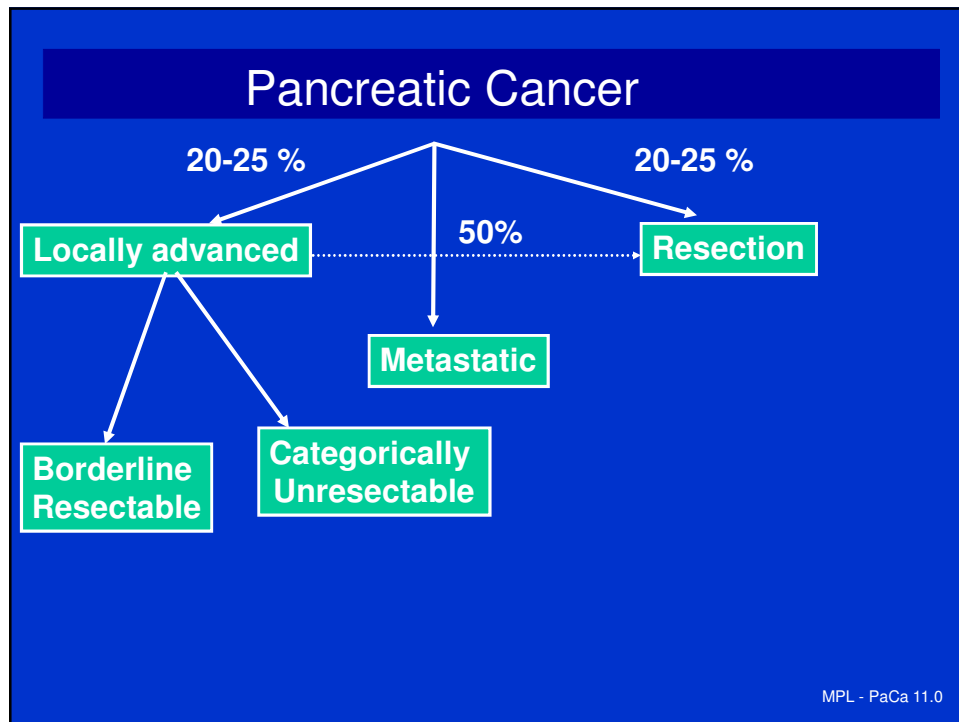 Pancreatic Cancer
20-25 %
20-25 %
50%
Locally advanced
Resection
Metastatic
Borderline
Resectable
Categorically
Unresectable
MPL - PaCa 11.0